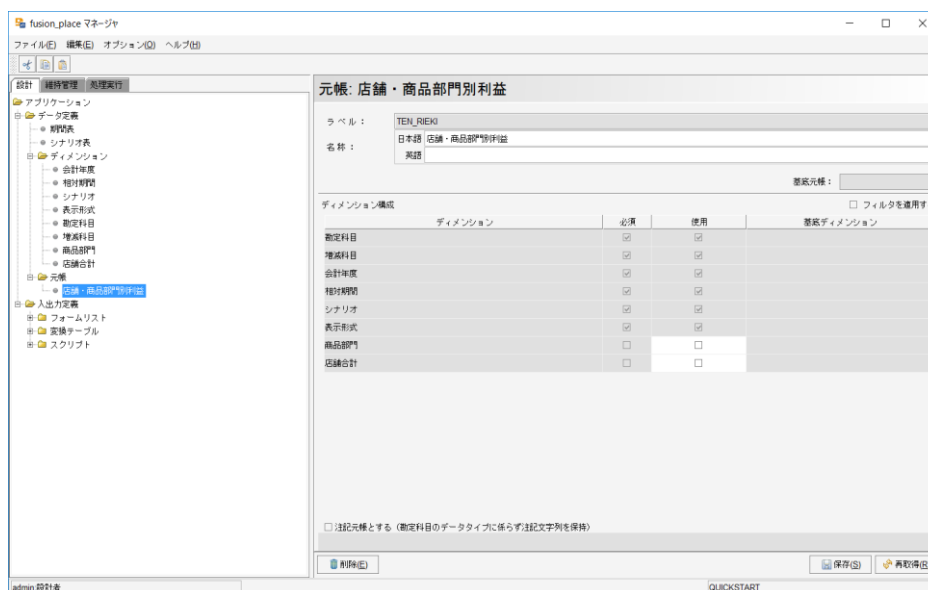 fusion_place マネージャ
ファイル(F) 編集(E) オプション(O) ヘルプ(H)
設計 維持管理 処理実行
アプリケーション
データ定義
期間表
シナリオ表
ディメンション
会計年度
相対期間
シナリオ
表示形式
勘定科目
増減科目
商品部門
店舗合計
元帳
店舗・商品部門別利益
入出力定義
フォームリスト
変換テーブル
スクリプト
元帳: 店舗・商品部門別利益
ラベル: TEN_RIEKI
名称: 日本語 店舗・商品部門別利益
英語
基底元帳:
ディメンション構成 フィルタを適用す
ディメンション 必須 使用 基底ディメンション
勘定科目
増減科目
会計年度
相対期間
シナリオ
表示形式
商品部門
店舗合計
注記元帳とする (勘定科目のデータタイプに係らず注記文字列を保持)
削除(E) 保存(S) 再取得(R
admin:設計者 QUICKSTART